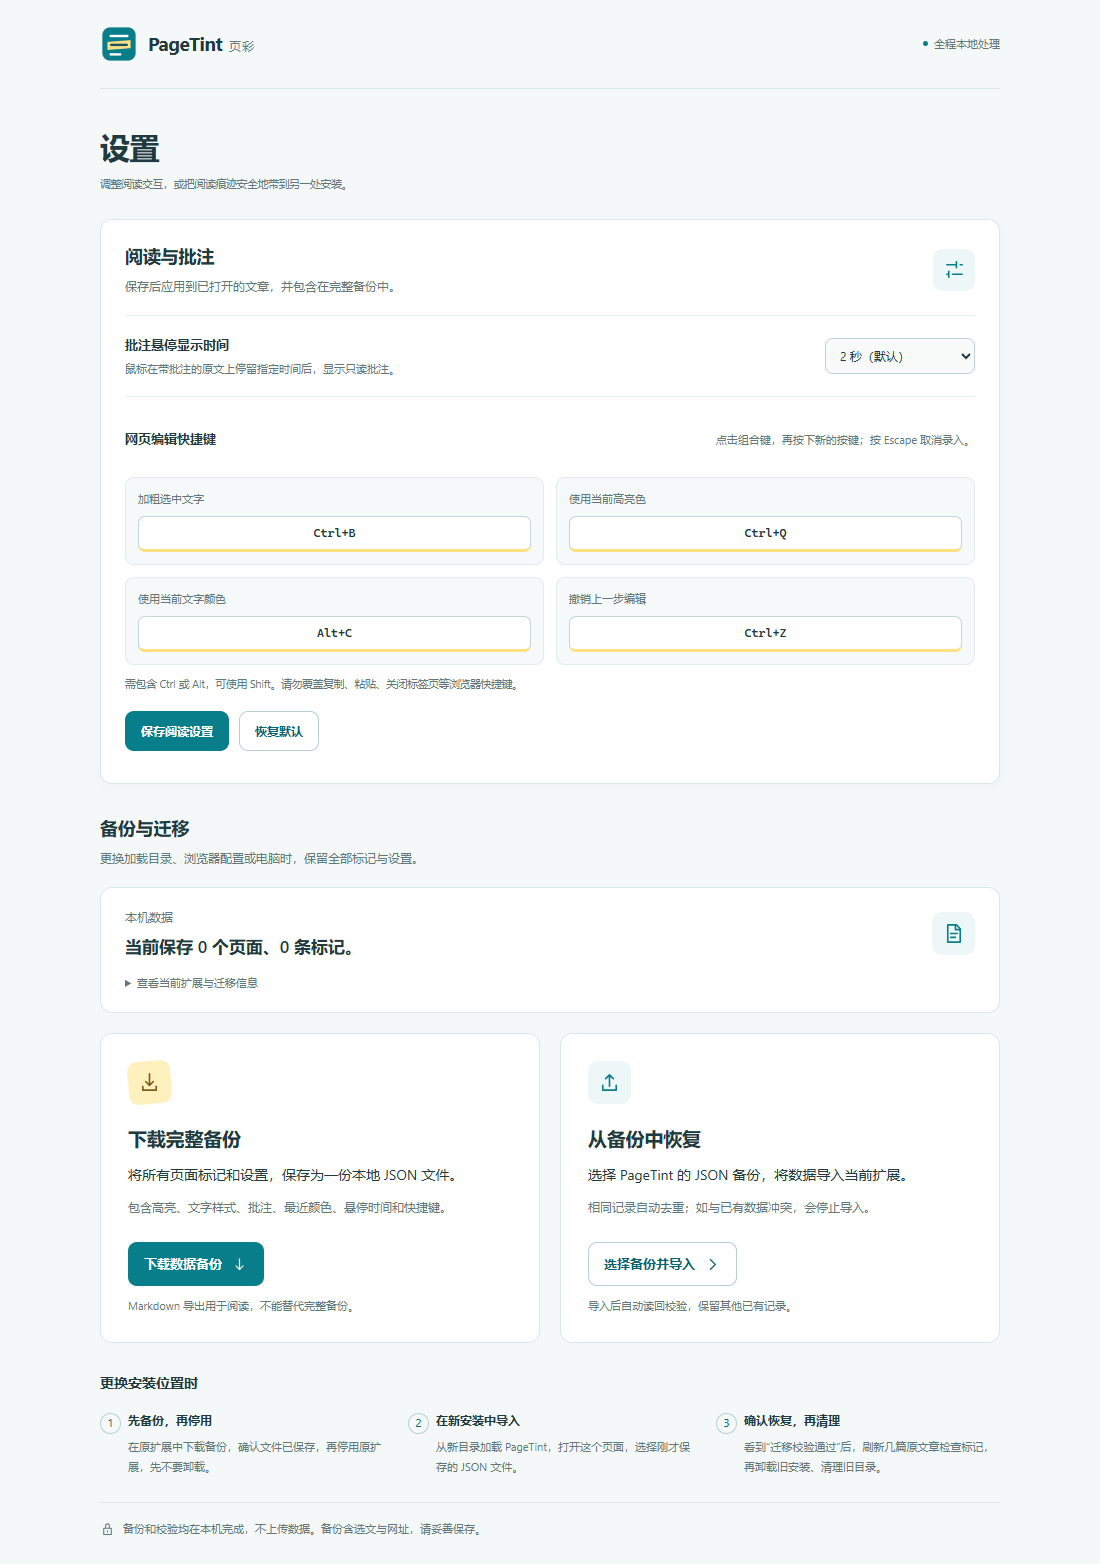 PageTint 页彩
全程本地处理
设置
调整阅读交互，或把阅读痕迹安全地带到另一处安装。
阅读与批注
保存后应用到已打开的文章，并包含在完整备份中。
批注悬停显示时间
鼠标在带批注的原文上停留指定时间后，显示只读批注。
2 秒（默认）
网页编辑快捷键
点击组合键，再按下新的按键；按 Escape 取消录入。
加粗选中文字
Ctrl+B
使用当前高亮色
Ctrl+Q
使用当前文字颜色
Alt+C
撤销上一步编辑
Ctrl+Z
需包含 Ctrl 或 Alt，可使用 Shift。请勿覆盖复制、粘贴、关闭标签页等浏览器快捷键。
保存阅读设置
恢复默认
备份与迁移
更换加载目录、浏览器配置或电脑时，保留全部标记与设置。
本机数据
当前保存 0 个页面、0 条标记。
查看当前扩展与迁移信息
下载完整备份
将所有页面标记和设置，保存为一份本地 JSON 文件。
包含高亮、文字样式、批注、最近颜色、悬停时间和快捷键。
下载数据备份 ↓
Markdown 导出用于阅读，不能替代完整备份。
从备份中恢复
选择 PageTint 的 JSON 备份，将数据导入当前扩展。
相同记录自动去重；如与已有数据冲突，会停止导入。
选择备份并导入
导入后自动读回校验，保留其他已有记录。
更换安装位置时
1 先备份，再停用
在原扩展中下载备份，确认文件已保存，再停用原扩
展，先不要卸载。
2 在新安装中导入
从新目录加载 PageTint，打开这个页面，选择刚才保
存的 JSON 文件。
3 确认恢复，再清理
看到“迁移校验通过”后，刷新几篇原文章检查标记，
再卸载旧安装、清理旧目录。
备份和校验均在本机完成，不上传数据。备份含选文与网址，请妥善保存。